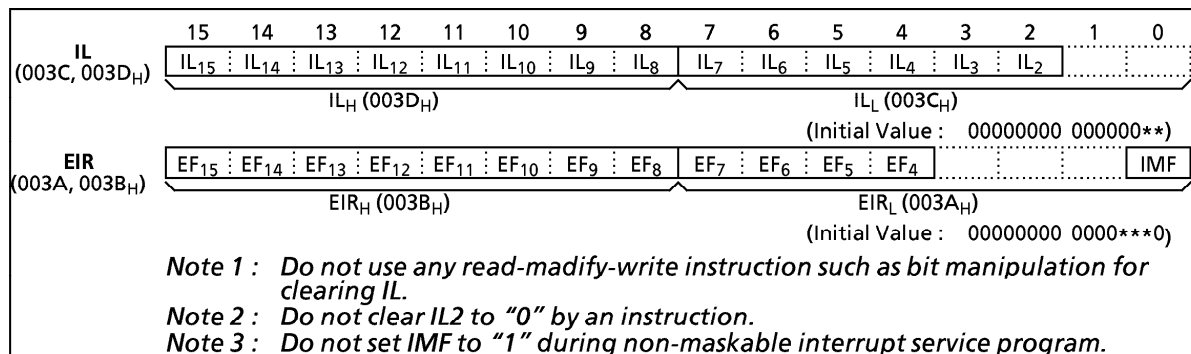 15 14 13 12 11 10 9 8 7 6 5 4 3 2 1 0
IL
(003C, 003DH)
IL15 IL14 IL13 IL12 IL11 IL10 IL9 IL8 IL7 IL6 IL5 IL4 IL3 IL2
ILH (003DH) ILL (003CH)
(Initial Value : 00000000 000000**)
EIR
(003A, 003BH)
EF15 EF14 EF13 EF12 EF11 EF10 EF9 EF8 EF7 EF6 EF5 EF4 IMF
EIRH (003BH) EIRL (003AH)
(Initial Value : 00000000 0000***0)
Note 1 : Do not use any read-madify-write instruction such as bit manipulation for
clearing IL.
Note 2 : Do not clear IL2 to “0” by an instruction.
Note 3 : Do not set IMF to “1” during non-maskable interrupt service program.